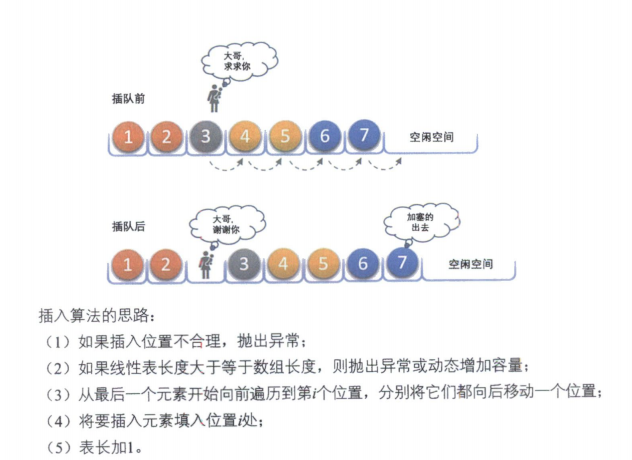 大哥，
求求你
插队前
1 2 3 4 5 6 7 空闲空间
大哥，
谢谢你
加塞的
出去
插队后
1 2 3 4 5 6 7 空闲空间
插入算法的思路：
（1）如果插入位置不合理，抛出异常；
（2）如果线性表长度大于等于数组长度，则抛出异常或动态增加容量；
（3）从最后一个元素开始向前遍历到第i个位置，分别将它们都向后移动一个位置；
（4）将要插入元素填入位置i处；
（5）表长加1。